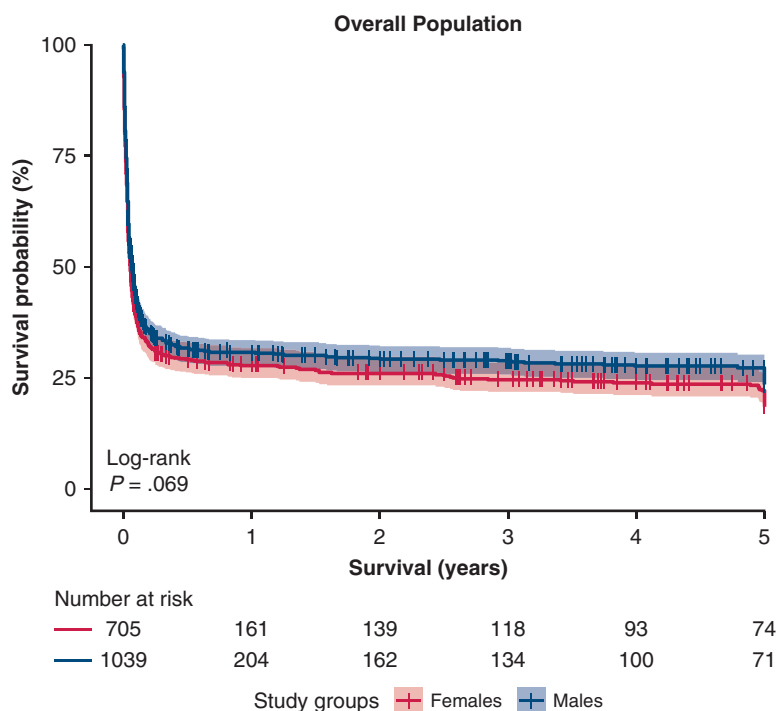 Overall Population
Survival probability (%)
100
75
50
25
0
Log-rank
P = .069
0 1 2 3 4 5
Survival (years)
Number at risk
705 161 139 118 93 74
1039 204 162 134 100 71
Study groups Females Males